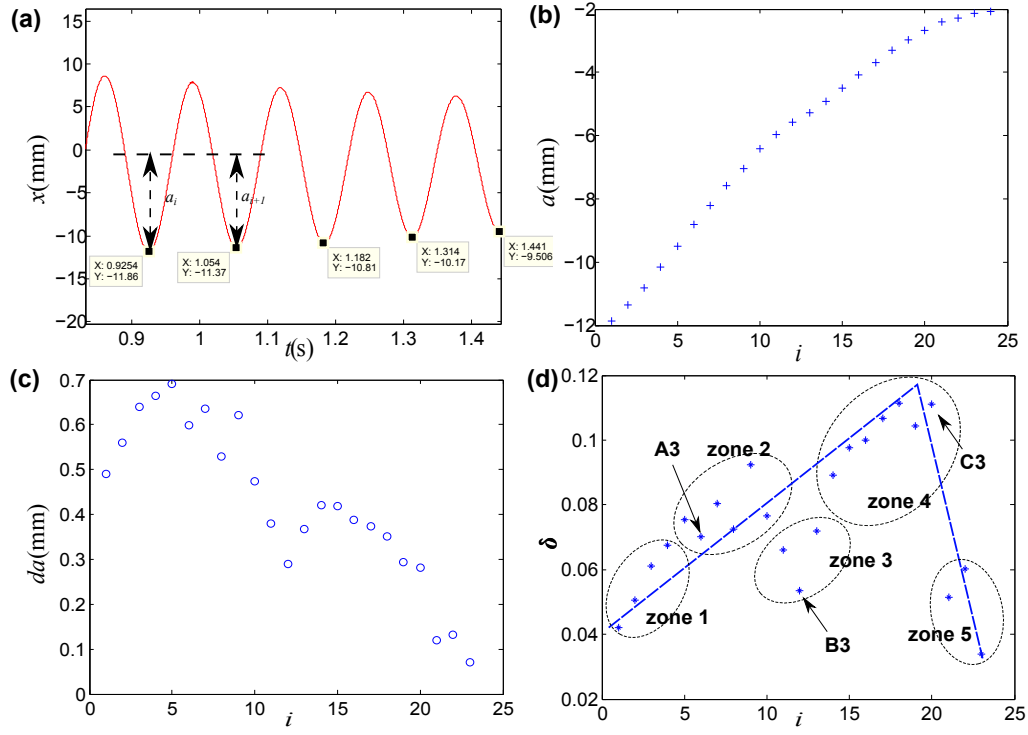 (a)
15
10
5
0
−5
−10
−15
−20
x(mm)
a_i
a_{i+1}
X: 0.9254
Y: −11.86
X: 1.054
Y: −11.37
X: 1.182
Y: −10.81
X: 1.314
Y: −10.17
X: 1.441
Y: −9.506
0.9 1 1.1 1.2 1.3 1.4
t(s)
(b)
−2
−4
−6
−8
−10
−12
a(mm)
0 5 10 15 20 25
i
(c)
0.7
0.6
0.5
0.4
0.3
0.2
0.1
0
da(mm)
0 5 10 15 20 25
i
(d)
0.12
0.1
0.08
0.06
0.04
0.02
δ
A3
zone 2
C3
zone 4
zone 3
zone 1
B3
zone 5
0 5 10 15 20 25
i